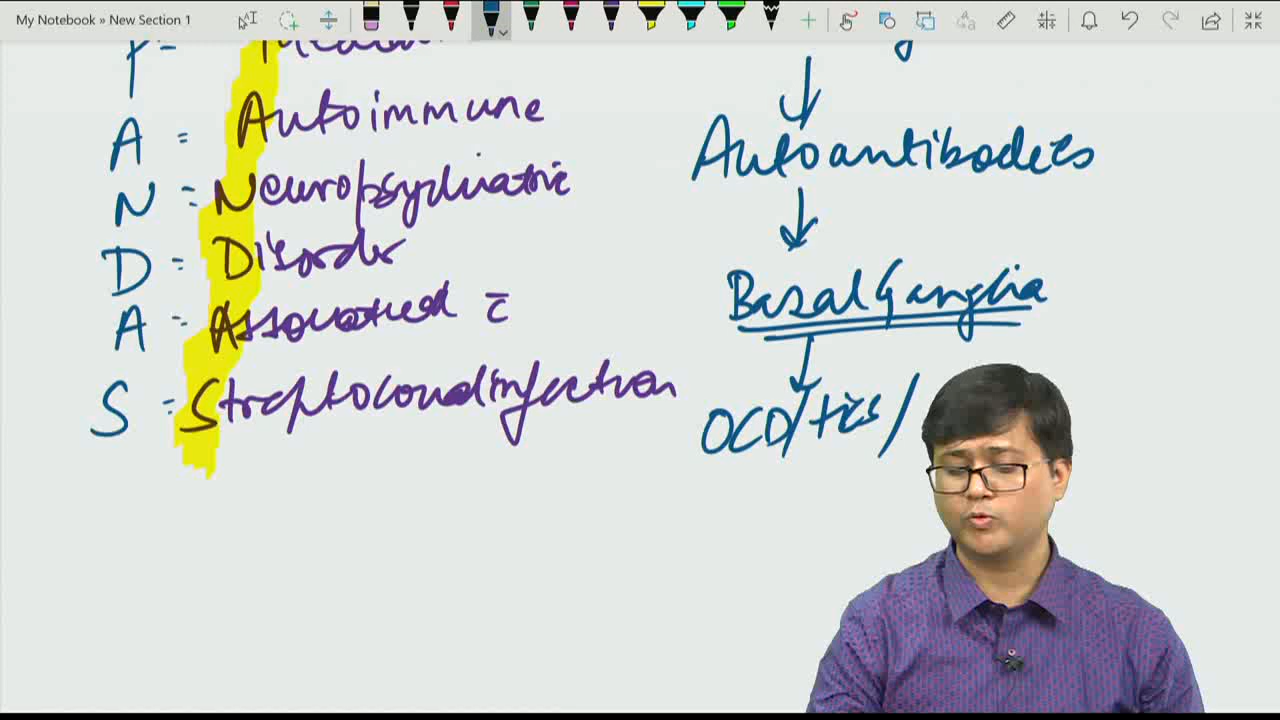 My Notebook » New Section 1
P =
A = Autoimmune
N = Neuropsychiatric
D = Disorder
A = Associated c̄
S = Streptococcal infection
↓
Autoantibodies
↓
Basal Ganglia
↓
OCD/tics/